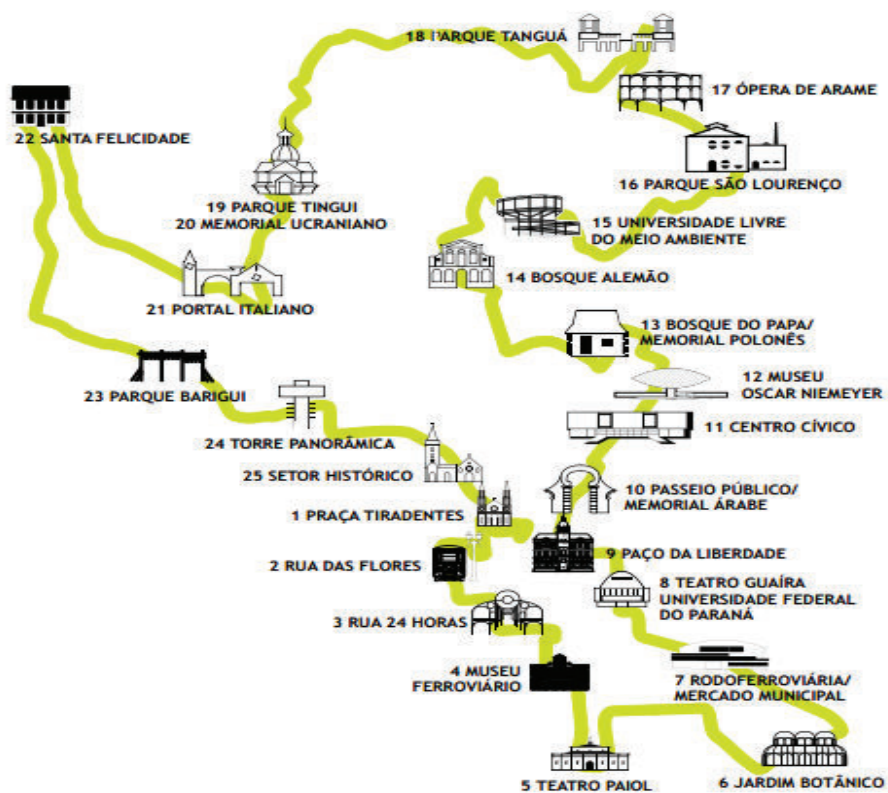 18 PARQUE TANGUÁ
17 ÓPERA DE ARAME
22 SANTA FELICIDADE
16 PARQUE SÃO LOURENÇO
19 PARQUE TINGUI
20 MEMORIAL UCRANIANO
15 UNIVERSIDADE LIVRE
DO MEIO AMBIENTE
14 BOSQUE ALEMÃO
21 PORTAL ITALIANO
13 BOSQUE DO PAPA/
MEMORIAL POLONÊS
12 MUSEU
OSCAR NIEMEYER
23 PARQUE BARIGUI
11 CENTRO CÍVICO
24 TORRE PANORÂMICA
25 SETOR HISTÓRICO
10 PASSEIO PÚBLICO/
MEMORIAL ÁRABE
1 PRAÇA TIRADENTES
9 PAÇO DA LIBERDADE
2 RUA DAS FLORES
8 TEATRO GUAÍRA
UNIVERSIDADE FEDERAL
DO PARANÁ
3 RUA 24 HORAS
4 MUSEU
FERROVIÁRIO
7 RODOFERROVIÁRIA/
MERCADO MUNICIPAL
5 TEATRO PAIOL
6 JARDIM BOTÂNICO